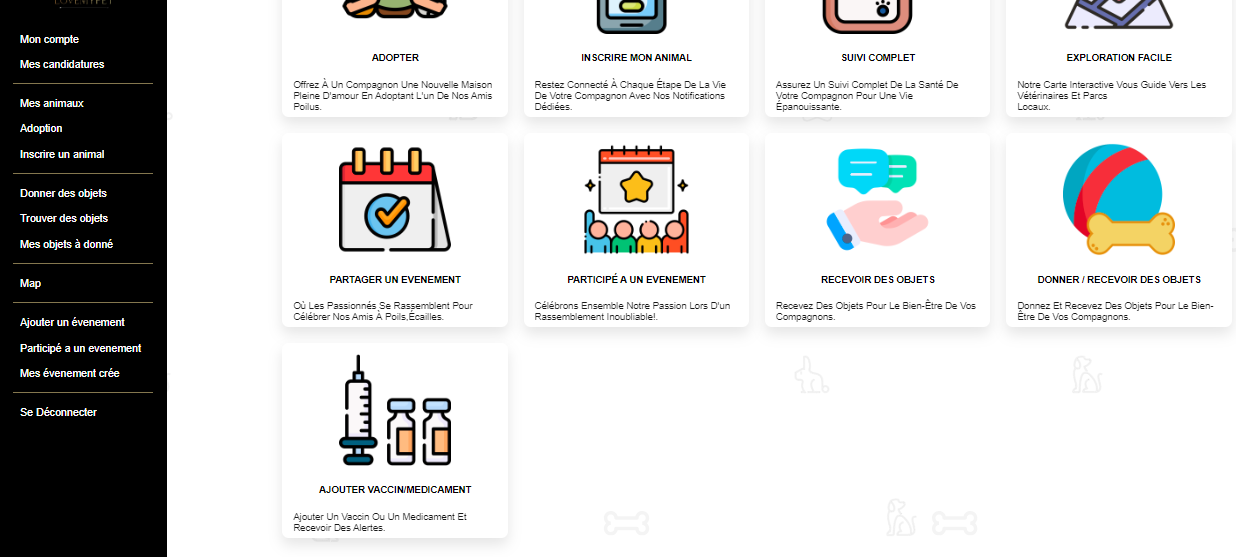 LOVEMYPET
Mon compte
Mes candidatures
Mes animaux
Adoption
Inscrire un animal
Donner des objets
Trouver des objets
Mes objets à donné
Map
Ajouter un évenement
Participé a un evenement
Mes évenement crée
Se Déconnecter
ADOPTER
Offrez À Un Compagnon Une Nouvelle Maison
Pleine D'amour En Adoptant L'un De Nos Amis
Poilus.
INSCRIRE MON ANIMAL
Restez Connecté À Chaque Étape De La Vie
De Votre Compagnon Avec Nos Notifications
Dédiées.
SUIVI COMPLET
Assurez Un Suivi Complet De La Santé De
Votre Compagnon Pour Une Vie
Épanouissante.
EXPLORATION FACILE
Notre Carte Interactive Vous Guide Vers Les
Vétérinaires Et Parcs
Locaux.
PARTAGER UN EVENEMENT
Où Les Passionnés Se Rassemblent Pour
Célébrer Nos Amis À Poils,Écailles.
PARTICIPÉ A UN EVENEMENT
Célébrons Ensemble Notre Passion Lors D'un
Rassemblement Inoubliable!.
RECEVOIR DES OBJETS
Recevez Des Objets Pour Le Bien-Être De Vos
Compagnons.
DONNER / RECEVOIR DES OBJETS
Donnez Et Recevez Des Objets Pour Le Bien-
Être De Vos Compagnons.
AJOUTER VACCIN/MEDICAMENT
Ajouter Un Vaccin Ou Un Medicament Et
Recevoir Des Alertes.